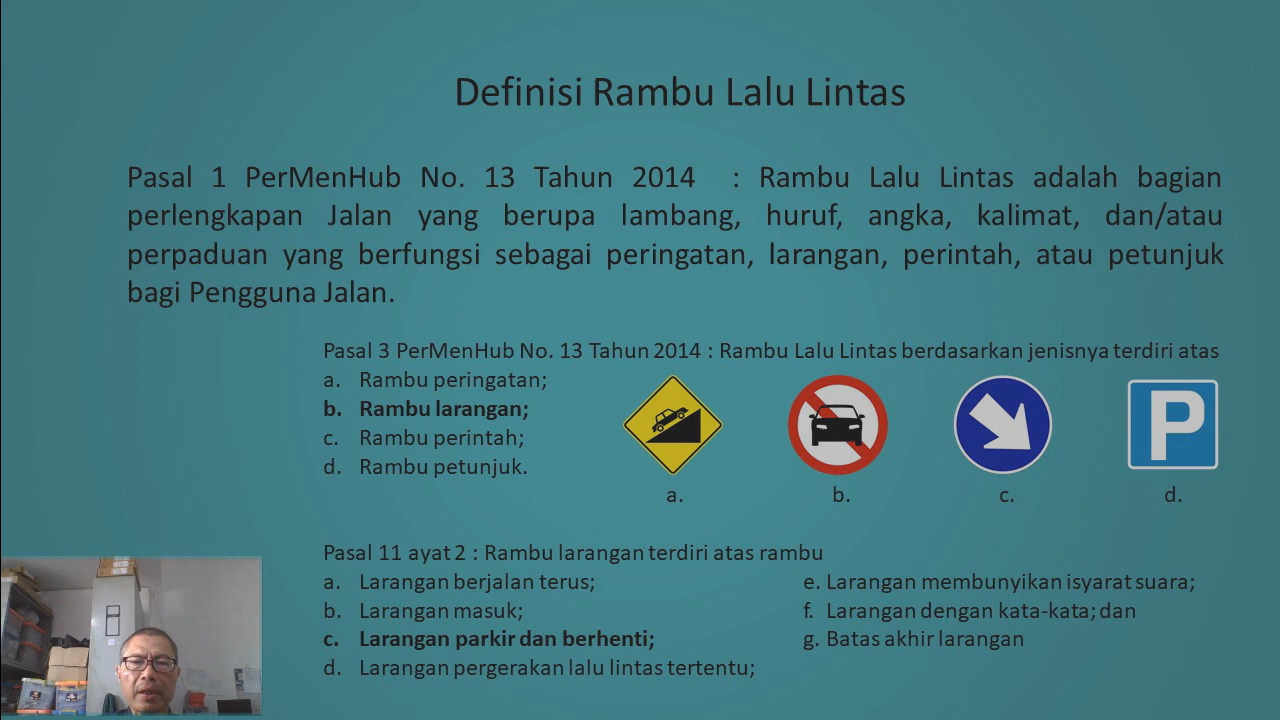 Definisi Rambu Lalu Lintas
Pasal 1 PerMenHub No. 13 Tahun 2014 : Rambu Lalu Lintas adalah bagian
perlengkapan Jalan yang berupa lambang, huruf, angka, kalimat, dan/atau
perpaduan yang berfungsi sebagai peringatan, larangan, perintah, atau petunjuk
bagi Pengguna Jalan.
Pasal 3 PerMenHub No. 13 Tahun 2014 : Rambu Lalu Lintas berdasarkan jenisnya terdiri atas
a. Rambu peringatan;
b. Rambu larangan;
c. Rambu perintah;
d. Rambu petunjuk.
P
a. b. c. d.
Pasal 11 ayat 2 : Rambu larangan terdiri atas rambu
a. Larangan berjalan terus;
b. Larangan masuk;
c. Larangan parkir dan berhenti;
d. Larangan pergerakan lalu lintas tertentu;
e. Larangan membunyikan isyarat suara;
f. Larangan dengan kata-kata; dan
g. Batas akhir larangan